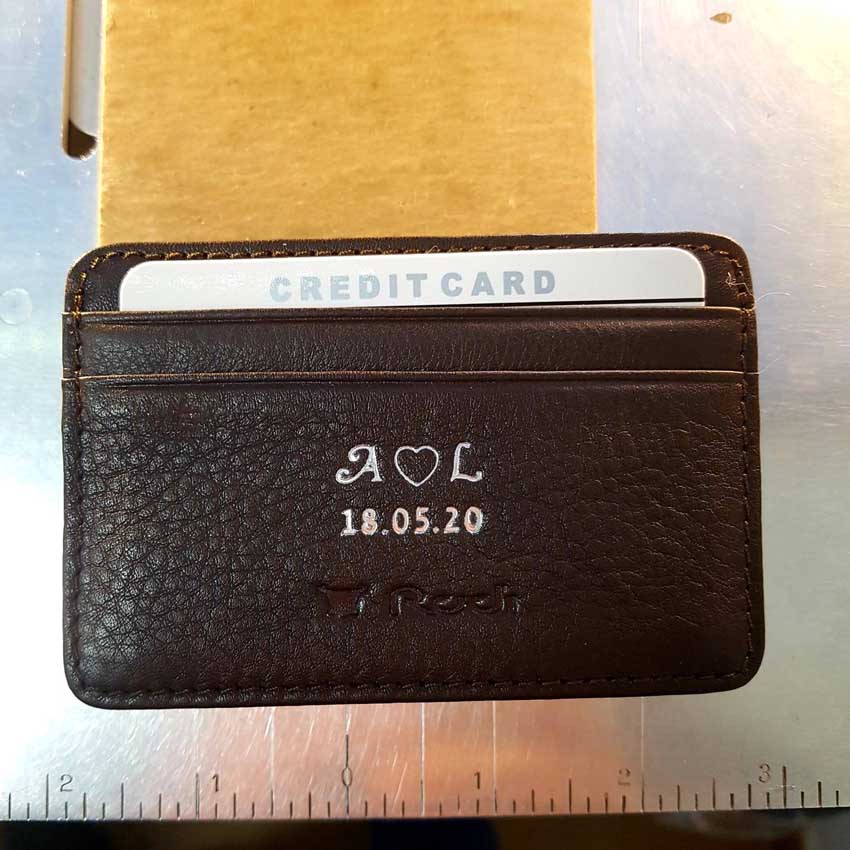 CREDIT CARD
A ♡ L
18.05.20
2 1 0 1 2 3